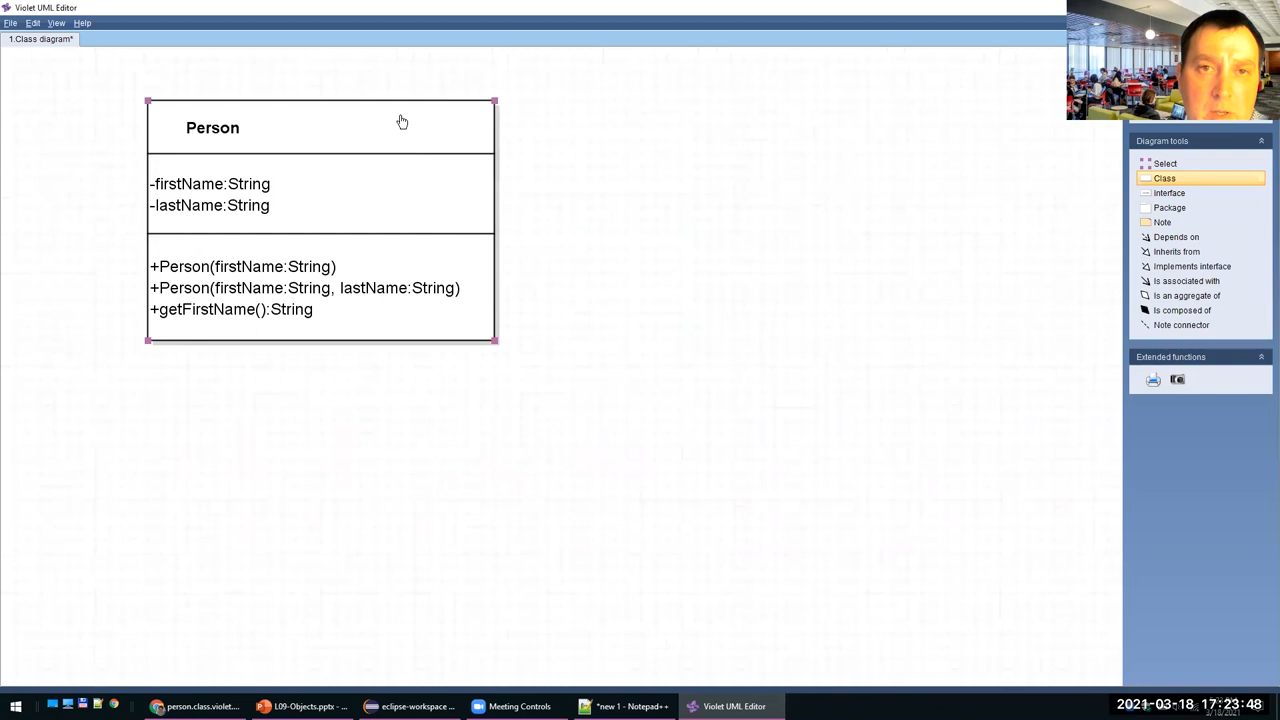 Violet UML Editor
File Edit View Help
1.Class diagram*
Person
-firstName:String
-lastName:String
+Person(firstName:String)
+Person(firstName:String, lastName:String)
+getFirstName():String
Diagram tools
Select
Class
Interface
Package
Note
Depends on
Inherits from
Implements interface
Is associated with
Is an aggregate of
Is composed of
Note connector
Extended functions
person.class.violet....
L09-Objects.pptx - ...
eclipse-workspace ...
Meeting Controls
*new 1 - Notepad++
Violet UML Editor
2021-03-18 17:23:48